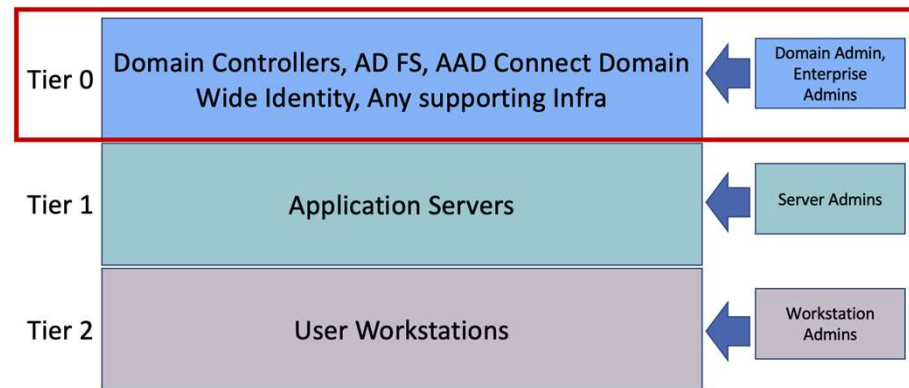 Tier 0
Domain Controllers, AD FS, AAD Connect Domain
Wide Identity, Any supporting Infra
Domain Admin,
Enterprise
Admins
Tier 1
Application Servers
Server Admins
Tier 2
User Workstations
Workstation
Admins